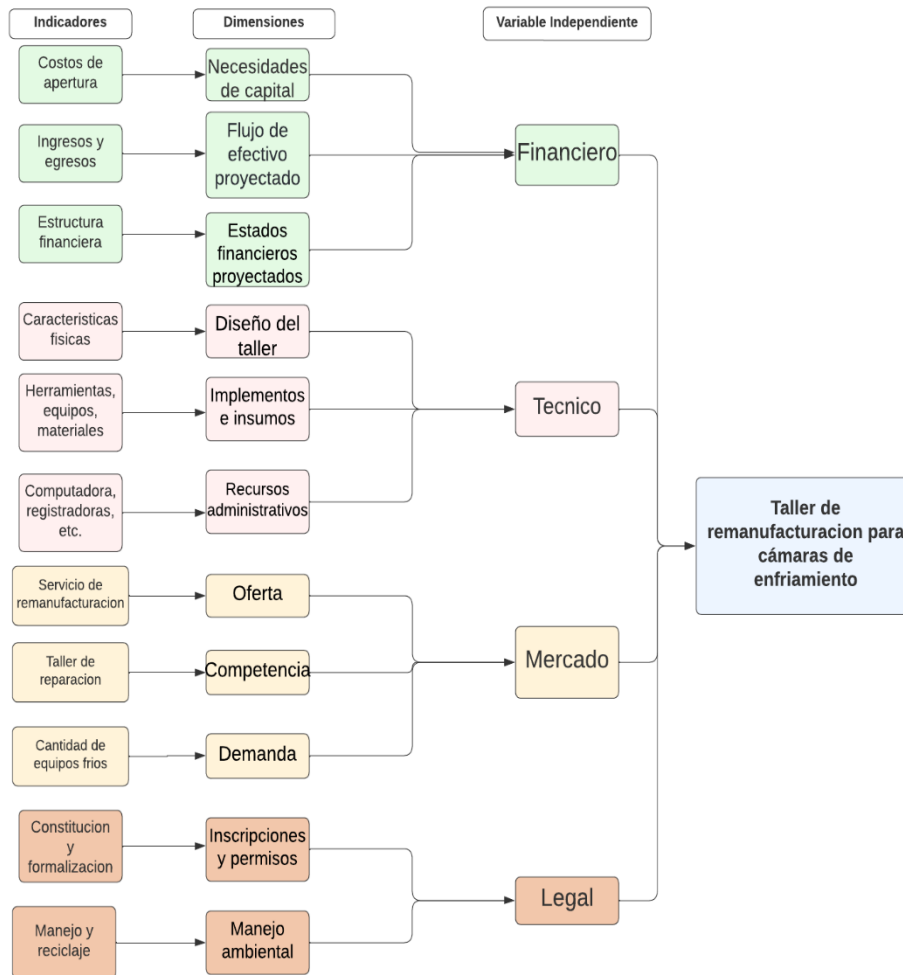 Indicadores
Dimensiones
Variable Independiente
Costos de
apertura
Necesidades
de capital
Ingresos y
egresos
Flujo de
efectivo
proyectado
Financiero
Estructura
financiera
Estados
financieros
proyectados
Caracteristicas
fisicas
Diseño del
taller
Herramientas,
equipos,
materiales
Implementos
e insumos
Tecnico
Computadora,
registradoras,
etc.
Recursos
administrativos
Taller de
remanufacturacion para
cámaras de
enfriamiento
Servicio de
remanufacturacion
Oferta
Taller de
reparacion
Competencia
Mercado
Cantidad de
equipos frios
Demanda
Constitucion
y
formalizacion
Inscripciones
y permisos
Legal
Manejo y
reciclaje
Manejo
ambiental